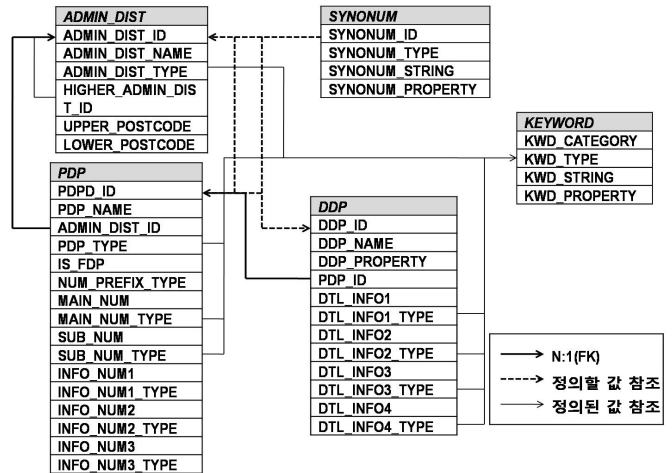 ADMIN_DIST
ADMIN_DIST_ID
ADMIN_DIST_NAME
ADMIN_DIST_TYPE
HIGHER_ADMIN_DIS
T_ID
UPPER_POSTCODE
LOWER_POSTCODE
SYNONUM
SYNONUM_ID
SYNONUM_TYPE
SYNONUM_STRING
SYNONUM_PROPERTY
KEYWORD
KWD_CATEGORY
KWD_TYPE
KWD_STRING
KWD_PROPERTY
PDP
PDPD_ID
PDP_NAME
ADMIN_DIST_ID
PDP_TYPE
IS_FDP
NUM_PREFIX_TYPE
MAIN_NUM
MAIN_NUM_TYPE
SUB_NUM
SUB_NUM_TYPE
INFO_NUM1
INFO_NUM1_TYPE
INFO_NUM2
INFO_NUM2_TYPE
INFO_NUM3
INFO_NUM3_TYPE
DDP
DDP_ID
DDP_NAME
DDP_PROPERTY
PDP_ID
DTL_INFO1
DTL_INFO1_TYPE
DTL_INFO2
DTL_INFO2_TYPE
DTL_INFO3
DTL_INFO3_TYPE
DTL_INFO4
DTL_INFO4_TYPE
N:1(FK)
정의할 값 참조
정의된 값 참조